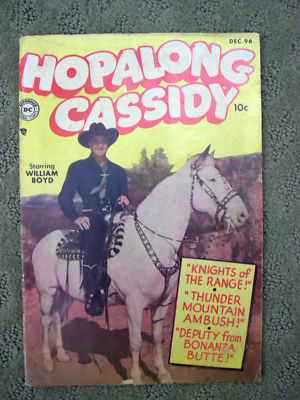 DEC. 96
HOPALONG
CASSIDY
10c
DC
Starring
WILLIAM
BOYD
"KNIGHTS of
THE RANGE!"
"THUNDER
MOUNTAIN
AMBUSH!"
"DEPUTY from
BONANZA
BUTTE!"